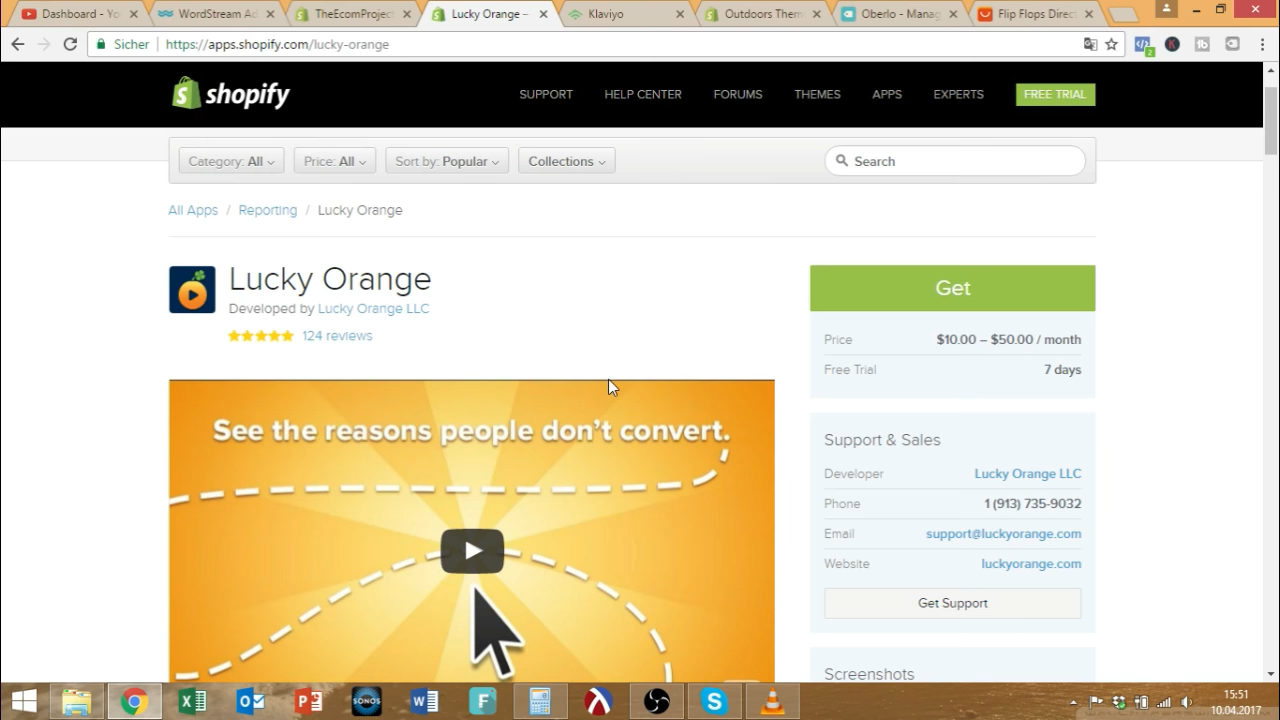 Dashboard - Yo
WordStream Ad
TheEcomProject
Lucky Orange –
Klaviyo
Outdoors Them
Oberlo - Manag
Flip Flops Direc
Sicher
https://apps.shopify.com/lucky-orange
2
K
shopify
SUPPORT
HELP CENTER
FORUMS
THEMES
APPS
EXPERTS
FREE TRIAL
Category: All
Price: All
Sort by: Popular
Collections
Search
All Apps / Reporting / Lucky Orange
Lucky Orange
Developed by Lucky Orange LLC
124 reviews
See the reasons people don't convert.
Get
Price $10.00 – $50.00 / month
Free Trial 7 days
Support & Sales
Developer Lucky Orange LLC
Phone 1 (913) 735-9032
Email support@luckyorange.com
Website luckyorange.com
Get Support
Screenshots
SONOS
F
15:51
10.04.2017